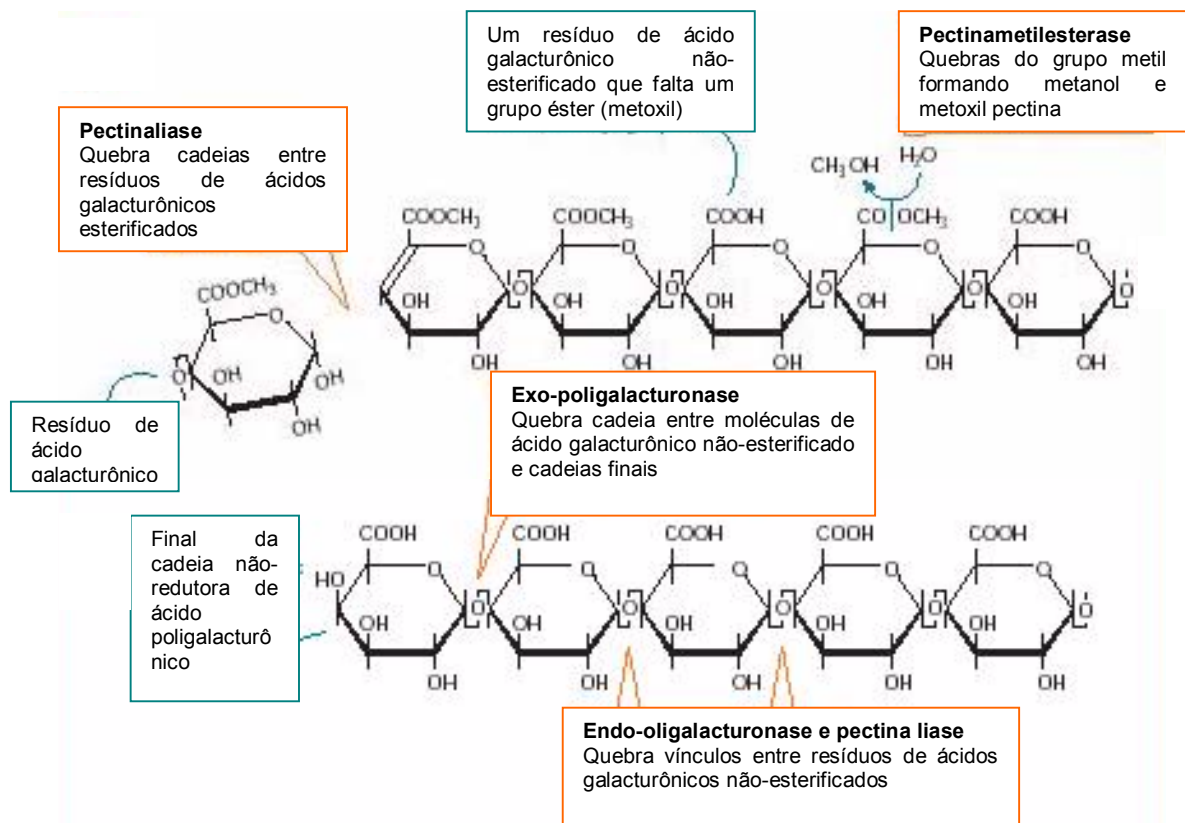 Um resíduo de ácido
galacturônico não-
esterificado que falta um
grupo éster (metoxil)
Pectinametilesterase
Quebras do grupo metil
formando metanol e
metoxil pectina
Pectinaliase
Quebra cadeias entre
resíduos de ácidos
galacturônicos
esterificados
CH3OH
H2O
COOCH3 COOCH3 COOH CO OCH3 COOH
O O O O O
OH O OH O OH O OH O OH O
OH OH OH OH OH
COOCH3
O
O OH OH
OH
Resíduo de
ácido
galacturônico
Exo-poligalacturonase
Quebra cadeia entre moléculas de
ácido galacturônico não-esterificado
e cadeias finais
Final da
cadeia não-
redutora de
ácido
poligalacturô
nico
COOH COOH COOH COOH COOH
HO O O O O O
OH O OH O OH O OH O OH O
OH OH OH OH OH
Endo-oligalacturonase e pectina liase
Quebra vínculos entre resíduos de ácidos
galacturônicos não-esterificados